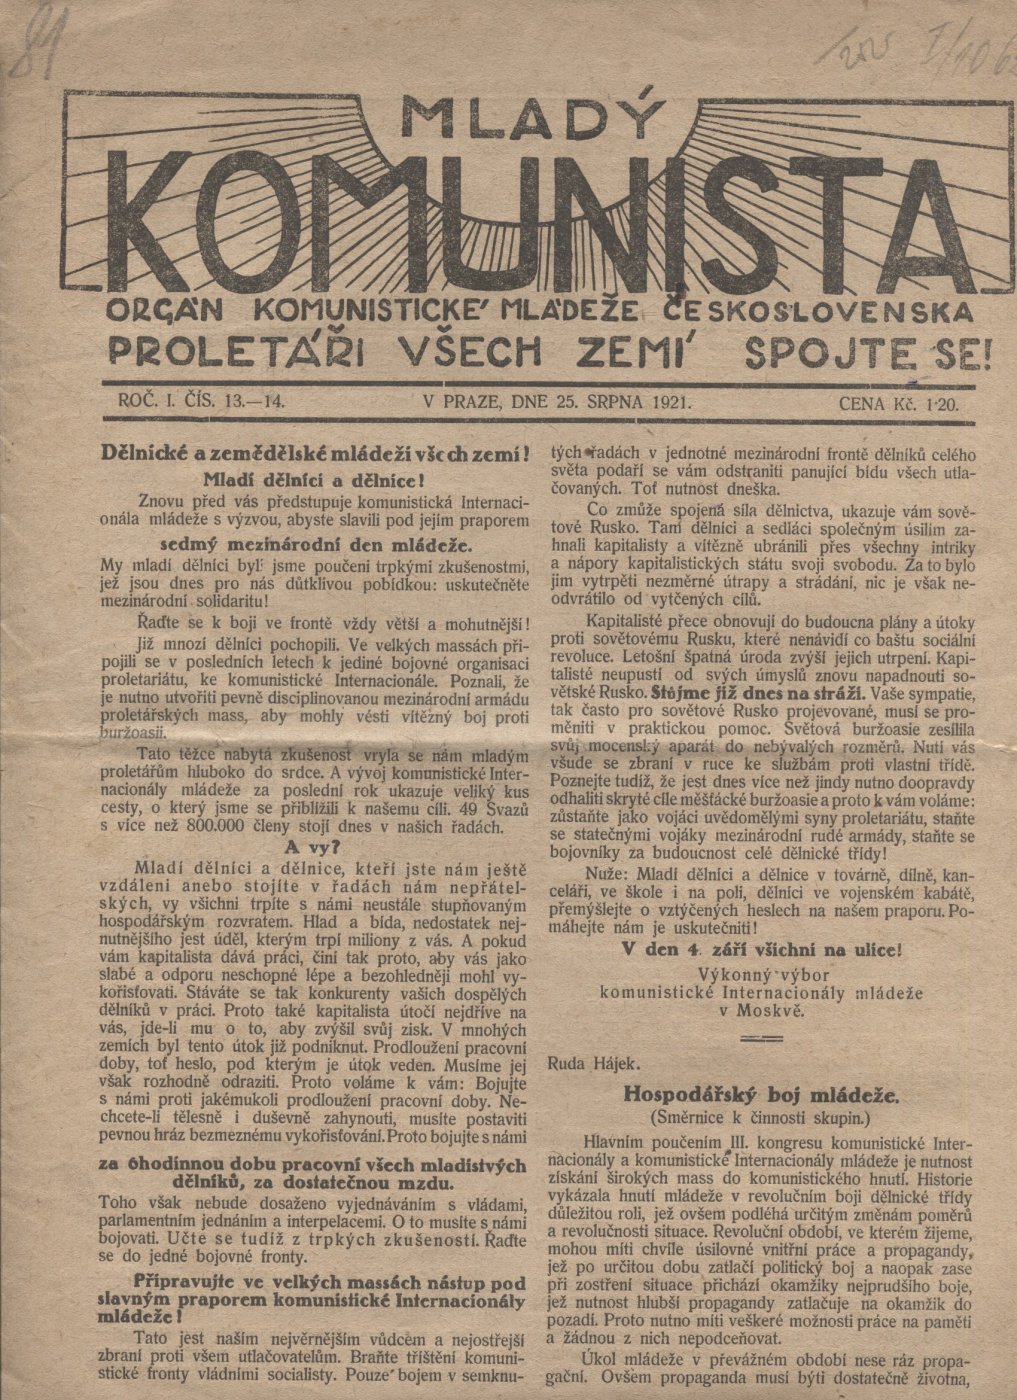 81
I/10 6
MLADÝ
KOMUNISTA
ORGÁN KOMUNISTICKÉ MLÁDEŽE ČESKOSLOVENSKA
PROLETÁŘI VŠECH ZEMÍ SPOJTE SE!
ROČ. I. ČÍS. 13.—14.
V PRAZE, DNE 25. SRPNA 1921.
CENA Kč. 1·20.
Dělnické a zemědělské mládeži všech zemí!
Mladí dělníci a dělnice!
Znovu před vás předstupuje komunistická Internaci-
onála mládeže s výzvou, abyste slavili pod jejím praporem
sedmý mezinárodní den mládeže.
My mladí dělníci byli jsme poučeni trpkými zkušenostmi,
jež jsou dnes pro nás důtklivou pobídkou: uskutečněte
mezinárodní solidaritu!
Řaďte se k boji ve frontě vždy větší a mohutnější!
Již mnozí dělníci pochopili. Ve velkých massách při-
pojili se v posledních letech k jediné bojovné organisaci
proletariátu, ke komunistické Internacionále. Poznali, že
je nutno utvořiti pevně disciplinovanou mezinárodní armádu
proletářských mass, aby mohly vésti vítězný boj proti
buržoasii.
Tato těžce nabytá zkušenost vryla se nám mladým
proletářům hluboko do srdce. A vývoj komunistické Inter-
nacionály mládeže za poslední rok ukazuje veliký kus
cesty, o který jsme se přiblížili k našemu cíli. 49 Svazů
s více než 800.000 členy stojí dnes v našich řadách.
A vy?
Mladí dělníci a dělnice, kteří jste nám ještě
vzdáleni anebo stojíte v řadách nám nepřátel-
ských, vy všichni trpíte s námi neustále stupňovaným
hospodářským rozvratem. Hlad a bída, nedostatek nej-
nutnějšího jest úděl, kterým trpí miliony z vás. A pokud
vám kapitalista dává práci, činí tak proto, aby vás jako
slabé a odporu neschopné lépe a bezohledněji mohl vy-
kořisťovati. Stáváte se tak konkurenty vašich dospělých
dělníků v práci. Proto také kapitalista útočí nejdříve na
vás, jde-li mu o to, aby zvýšil svůj zisk. V mnohých
zemích byl tento útok již podniknut. Prodloužení pracovní
doby, toť heslo, pod kterým je útok veden. Musíme jej
však rozhodně odraziti. Proto voláme k vám: Bojujte
s námi proti jakémukoli prodloužení pracovní doby. Ne-
chcete-li tělesně i duševně zahynouti, musíte postaviti
pevnou hráz bezmeznému vykořisťování. Proto bojujte s námi
za 6hodinnou dobu pracovní všech mladistvých
dělníků, za dostatečnou mzdu.
Toho však nebude dosaženo vyjednáváním s vládami,
parlamentním jednáním a interpelacemi. O to musíte s námi
bojovati. Učte se tudíž z trpkých zkušeností. Řaďte
se do jedné bojovné fronty.
Připravujte ve velkých massách nástup pod
slavným praporem komunistické Internacionály
mládeže!
Tato jest naším nejvěrnějším vůdcem a nejostřejší
zbraní proti všem utlačovatelům. Braňte tříštění komuni-
stické fronty vládními socialisty. Pouze bojem v semknu-
tých řadách v jednotné mezinárodní frontě dělníků celého
světa podaří se vám odstraniti panující bídu všech utla-
čovaných. Toť nutnost dneška.
Co zmůže spojená síla dělnictva, ukazuje vám sově-
tové Rusko. Tam dělníci a sedláci společným úsilím za-
hnali kapitalisty a vítězně ubránili přes všechny intriky
a nápory kapitalistických států svoji svobodu. Za to bylo
jim vytrpěti nezměrné útrapy a strádání, nic je však ne-
odvrátilo od vytčených cílů.
Kapitalisté přece obnovují do budoucna plány a útoky
proti sovětovému Rusku, které nenávidí co baštu sociální
revoluce. Letošní špatná úroda zvýší jejich utrpení. Kapi-
talisté neupustí od svých úmyslů znovu napadnouti so-
větské Rusko. Stůjme již dnes na stráži. Vaše sympatie,
tak často pro sovětové Rusko projevované, musí se pro-
měniti v praktickou pomoc. Světová buržoasie zesílila
svůj mocenský aparát do nebývalých rozměrů. Nutí vás
všude se zbraní v ruce ke službám proti vlastní třídě.
Poznejte tudíž, že jest dnes více než jindy nutno doopravdy
odhaliti skryté cíle měšťácké buržoasie a proto k vám voláme:
zůstaňte jako vojáci uvědomělými syny proletariátu, staňte
se statečnými vojáky mezinárodní rudé armády, staňte se
bojovníky za budoucnost celé dělnické třídy!
Nuže: Mladí dělníci a dělnice v továrně, dílně, kan-
celáři, ve škole i na poli, dělníci ve vojenském kabátě,
přemýšlejte o vztýčených heslech na našem praporu. Po-
máhejte nám je uskutečniti!
V den 4. září všichni na ulice!
Výkonný výbor
komunistické Internacionály mládeže
v Moskvě.
Ruda Hájek.
Hospodářský boj mládeže.
(Směrnice k činnosti skupin.)
Hlavním poučením III. kongresu komunistické Inter-
nacionály a komunistické Internacionály mládeže je nutnost
získání širokých mass do komunistického hnutí. Historie
vykázala hnutí mládeže v revolučním boji dělnické třídy
důležitou roli, jež ovšem podléhá určitým změnám poměrů
a revolučnosti situace. Revoluční období, ve kterém žijeme,
mohou míti chvíle úsilovné vnitřní práce a propagandy,
jež po určitou dobu zatlačí politický boj a naopak zase
při zostření situace přichází okamžiky nejprudšího boje,
jež nutnost hlubší propagandy zatlačuje na okamžik do
pozadí. Proto nutno míti veškeré možnosti práce na paměti
a žádnou z nich nepodceňovat.
Úkol mládeže v převážném období nese ráz propa-
gační. Ovšem propaganda musí býti dostatečně životna,